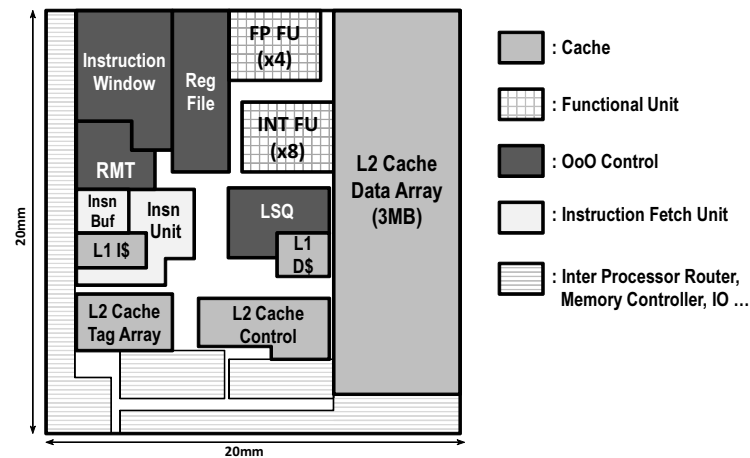 Instruction
Window
Reg
File
FP FU
(x4)
INT FU
(x8)
RMT
Insn
Buf
Insn
Unit
L1 I$
LSQ
L1
D$
L2 Cache
Data Array
(3MB)
L2 Cache
Tag Array
L2 Cache
Control
20mm
20mm
: Cache
: Functional Unit
: OoO Control
: Instruction Fetch Unit
: Inter Processor Router,
Memory Controller, IO ...